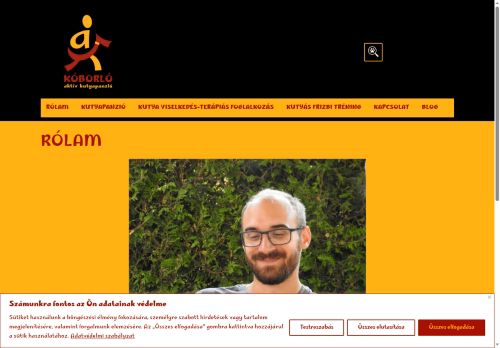 KÓBORLÓ
aktív kutyapanzió
RÓLAM KUTYAPANZIÓ KUTYA VISELKEDÉS-TERÁPIÁS FOGLALKOZÁS KUTYÁS FRIZBI TRÉNING KAPCSOLAT BLOG
RÓLAM
Számunkra fontos az Ön adatainak védelme
Sütiket használunk a böngészési élmény fokozására, személyre szabott hirdetések vagy tartalom
megjelenítésére, valamint forgalmunk elemzésére. Az „Összes elfogadása” gombra kattintva hozzájárul
a sütik használatához. Adatvédelmi szabályzat
Testreszabás Összes elutasítása Összes elfogadása